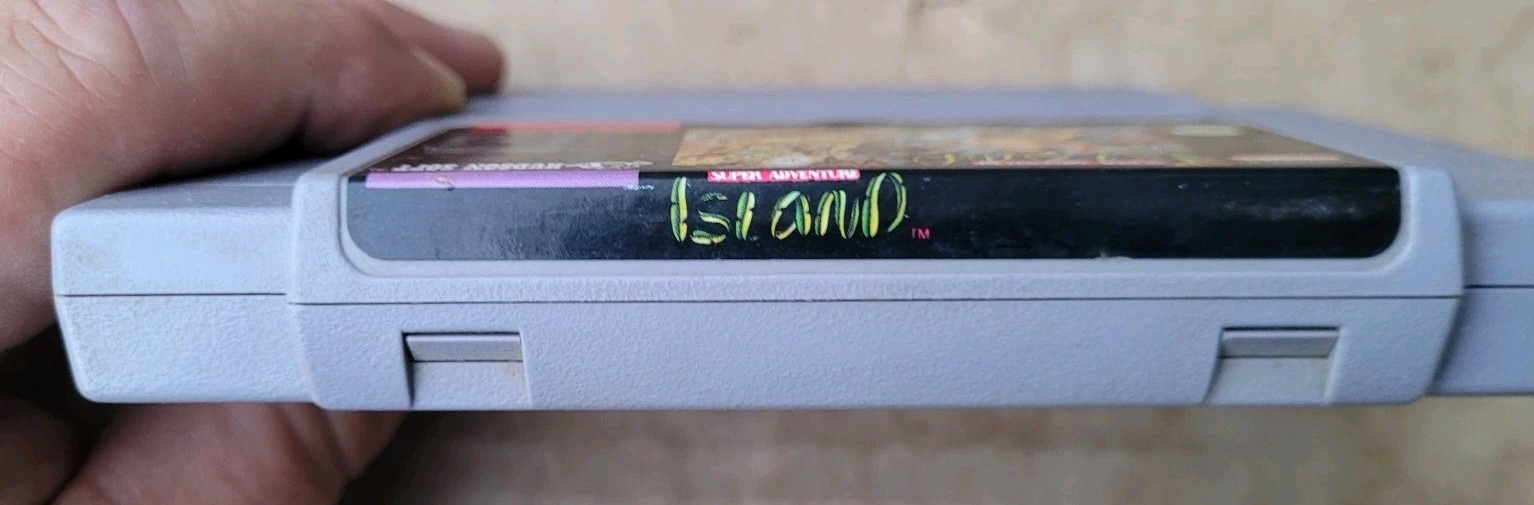 HUDSON SOFT
SUPER ADVENTURE
ISLAND TM